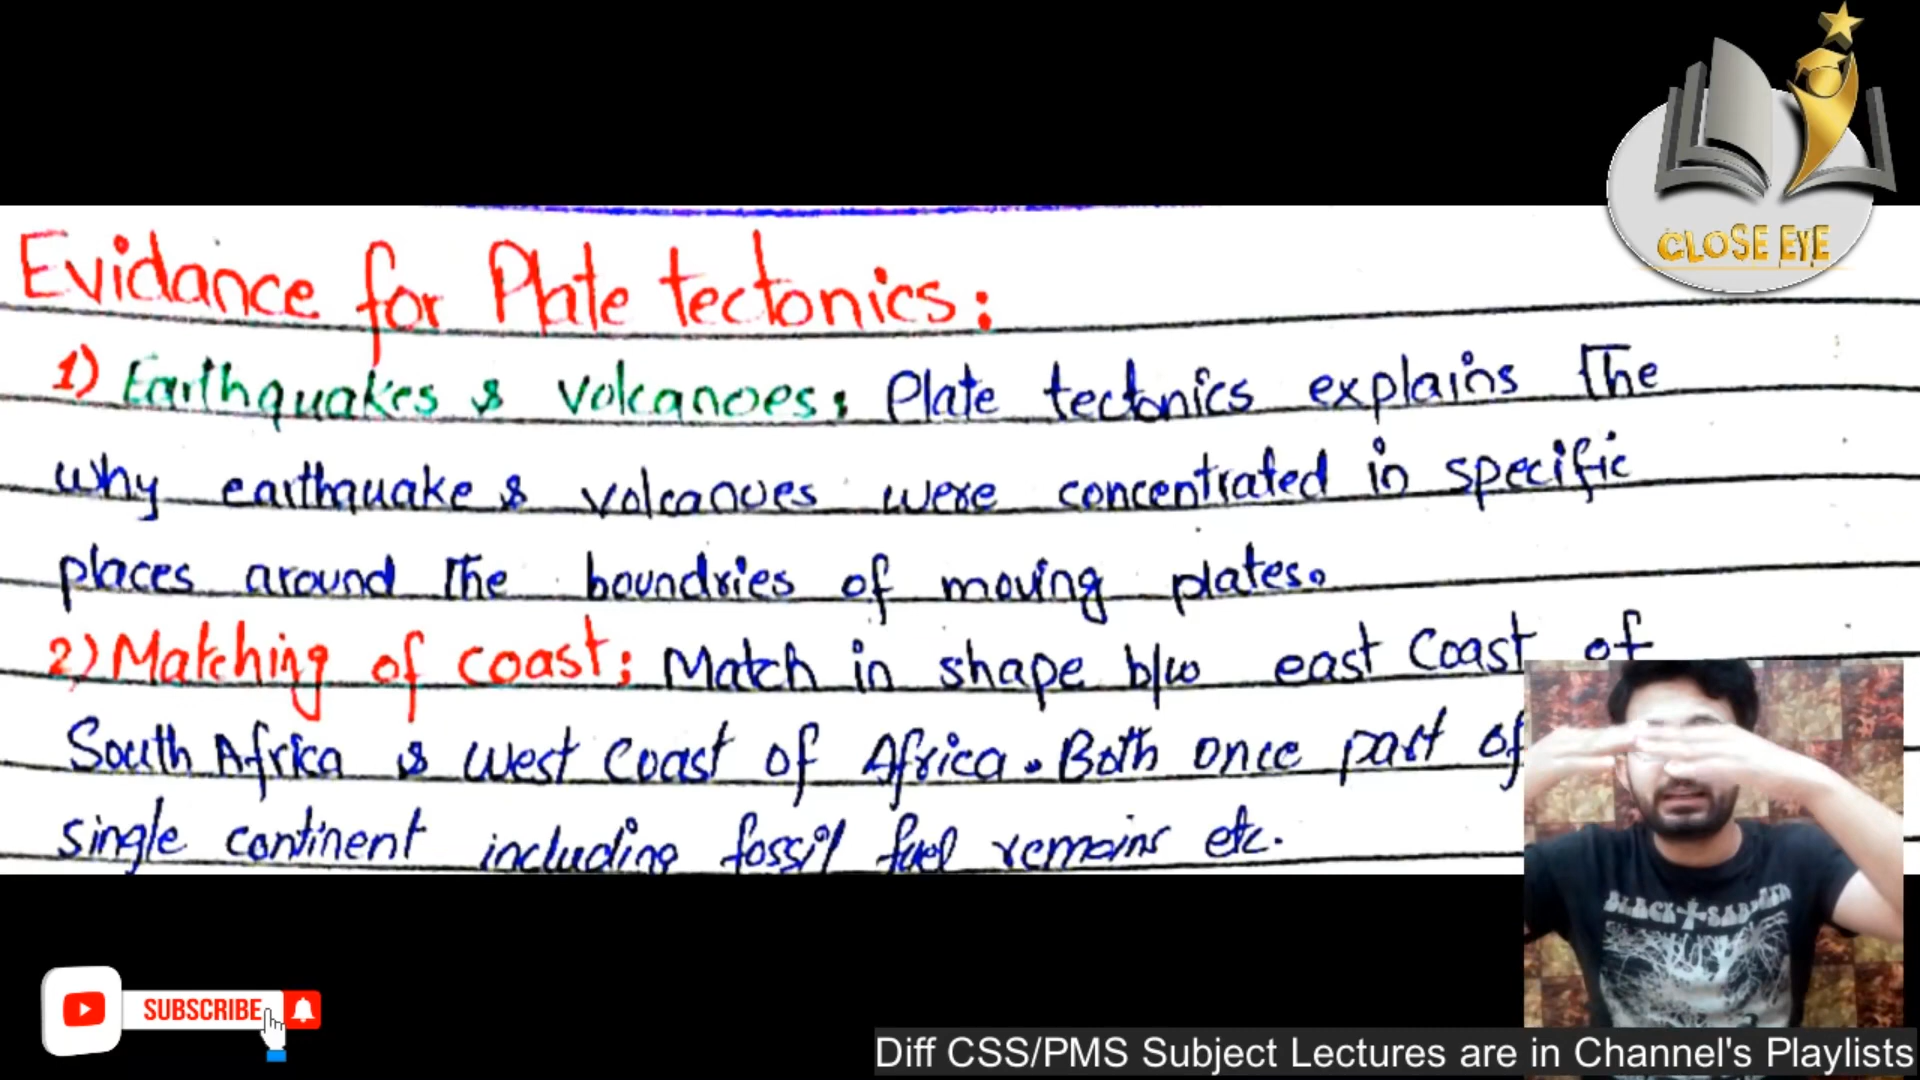 CLOSE EYE
Evidance for Plate tectonics:
1) Earthquakes & volcanoes: Plate tectonics explains The
why earthquake & volcanoes were concentrated in specific
places around The boundries of moving plates.
2) Matching of coast: Match in shape b/w east Coast of
South Africa & West Coast of Africa. Both once part of
single continent including fossil fuel remains etc.
BLACK SABBATH
SUBSCRIBE
Diff CSS/PMS Subject Lectures are in Channel's Playlists